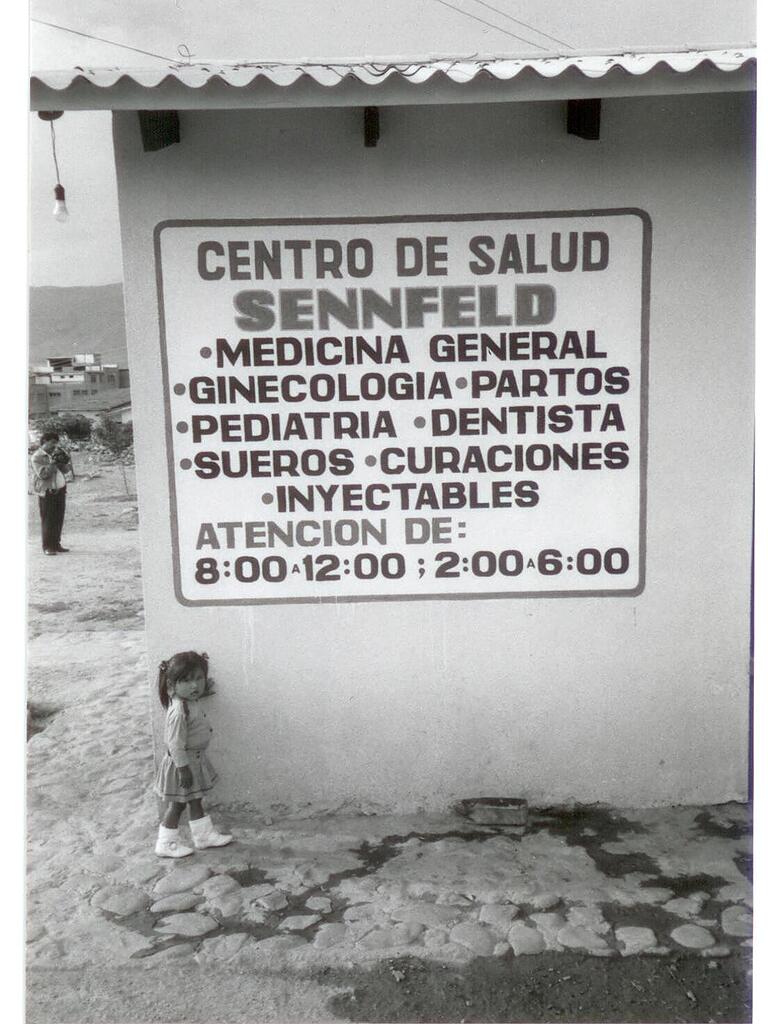 CENTRO DE SALUD
SENNFELD
•MEDICINA GENERAL
•GINECOLOGIA •PARTOS
•PEDIATRIA •DENTISTA
•SUEROS •CURACIONES
•INYECTABLES
ATENCION DE:
8:00 A 12:00 ; 2:00 A 6:00